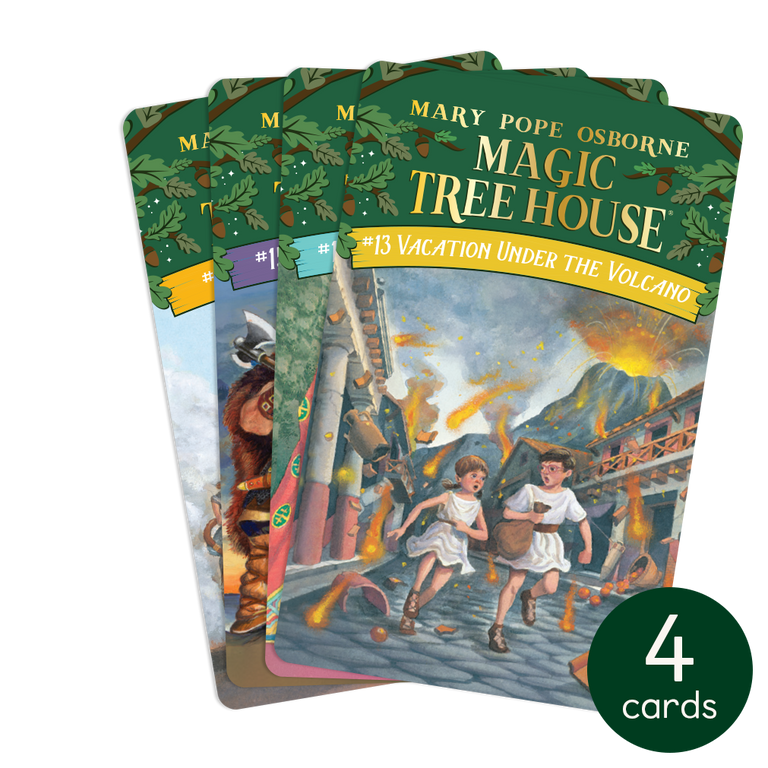 MARY POPE OSBORNE
MAGIC
TREE HOUSE®
#13 VACATION UNDER THE VOLCANO
4
cards